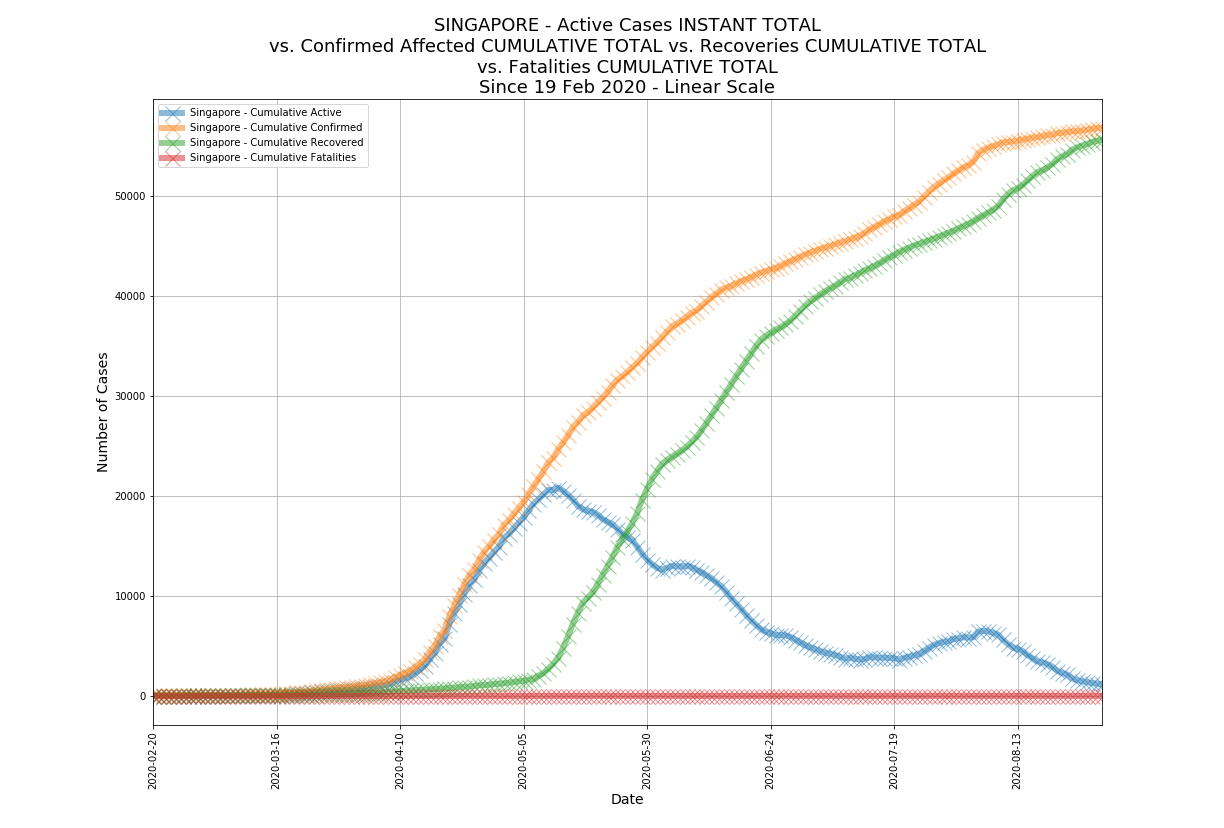 SINGAPORE - Active Cases INSTANT TOTAL
vs. Confirmed Affected CUMULATIVE TOTAL vs. Recoveries CUMULATIVE TOTAL
vs. Fatalities CUMULATIVE TOTAL
Since 19 Feb 2020 - Linear Scale
Singapore - Cumulative Active
Singapore - Cumulative Confirmed
Singapore - Cumulative Recovered
Singapore - Cumulative Fatalities
Number of Cases
50000
40000
30000
20000
10000
0
2020-02-20
2020-03-16
2020-04-10
2020-05-05
2020-05-30
2020-06-24
2020-07-19
2020-08-13
Date